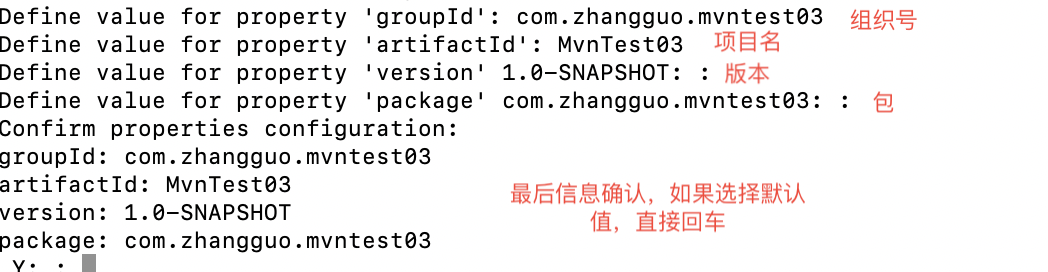 Define value for property 'groupId': com.zhangguo.mvntest03 组织号
Define value for property 'artifactId': MvnTest03 项目名
Define value for property 'version' 1.0-SNAPSHOT: : 版本
Define value for property 'package' com.zhangguo.mvntest03: : 包
Confirm properties configuration:
groupId: com.zhangguo.mvntest03
artifactId: MvnTest03
version: 1.0-SNAPSHOT
package: com.zhangguo.mvntest03
Y: :
最后信息确认，如果选择默认
值，直接回车